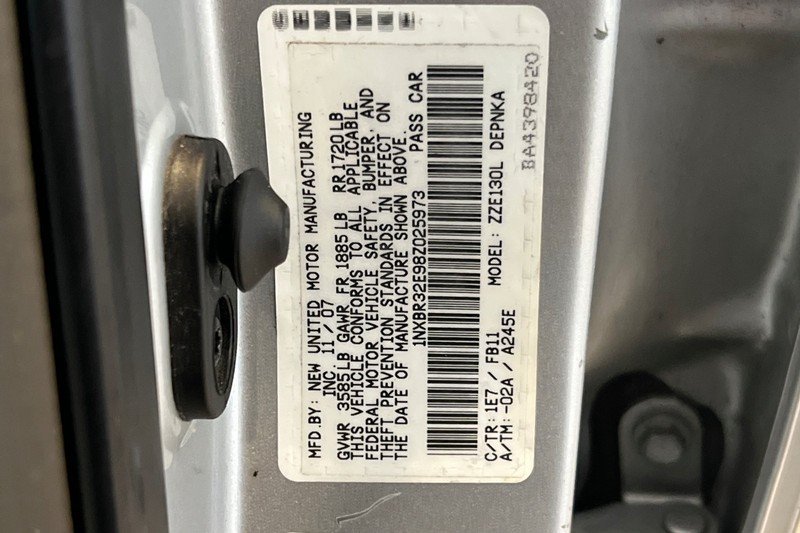 MFD.BY: NEW UNITED MOTOR MANUFACTURING
INC. 11/07
GVWR 3585LB GAWR FR 1885LB RR1720LB
THIS VEHICLE CONFORMS TO ALL APPLICABLE
FEDERAL MOTOR VEHICLE SAFETY, BUMPER, AND
THEFT PREVENTION STANDARDS IN EFFECT ON
THE DATE OF MANUFACTURE SHOWN ABOVE.
1NXBR32E98Z025973 PASS CAR
C/TR: 1E7 / FB11 MODEL: ZZE130L DEPNKA
A/TM: -02A / A245E
BA4398420